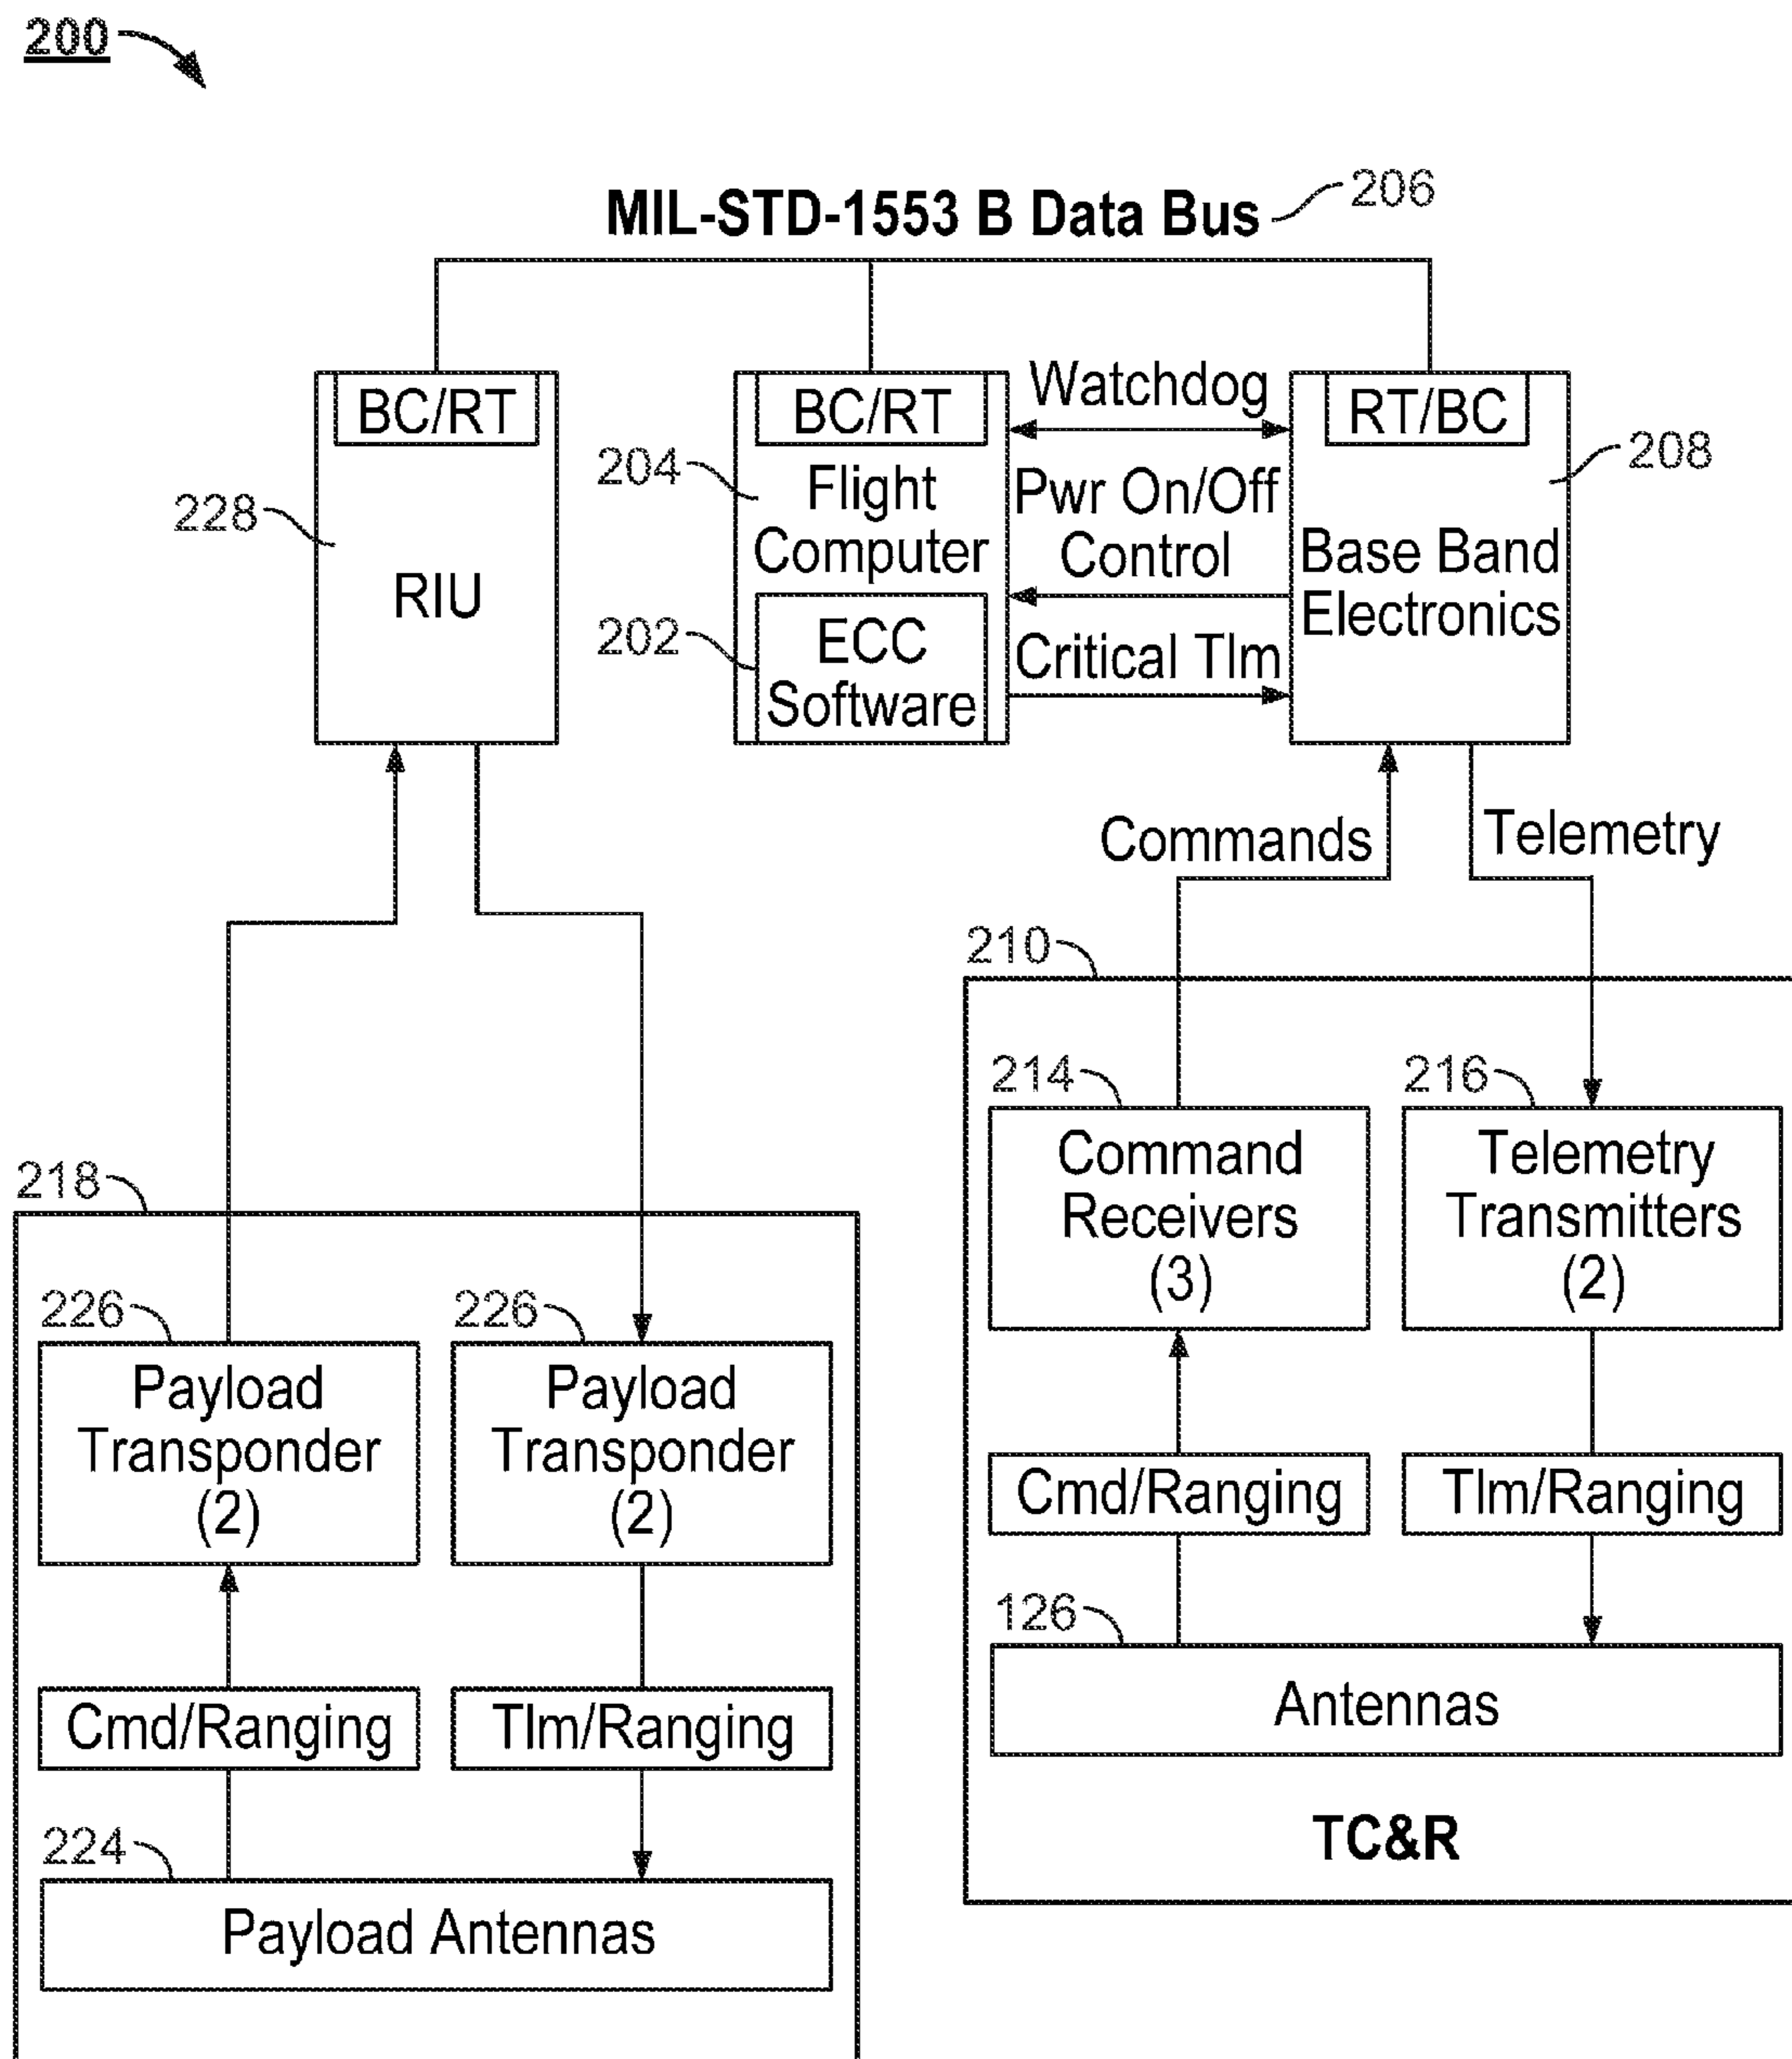 200
MIL-STD-1553 B Data Bus
206
BC/RT
BC/RT
Watchdog
RT/BC
204
208
228
Flight
Computer
Pwr On/Off
Control
Base Band
Electronics
RIU
202
ECC
Software
Critical Tlm
Commands
Telemetry
210
214
216
Command
Receivers
(3)
Telemetry
Transmitters
(2)
218
226
226
Payload
Transponder
(2)
Payload
Transponder
(2)
Cmd/Ranging
Tlm/Ranging
126
Antennas
Cmd/Ranging
Tlm/Ranging
TC&R
224
Payload Antennas